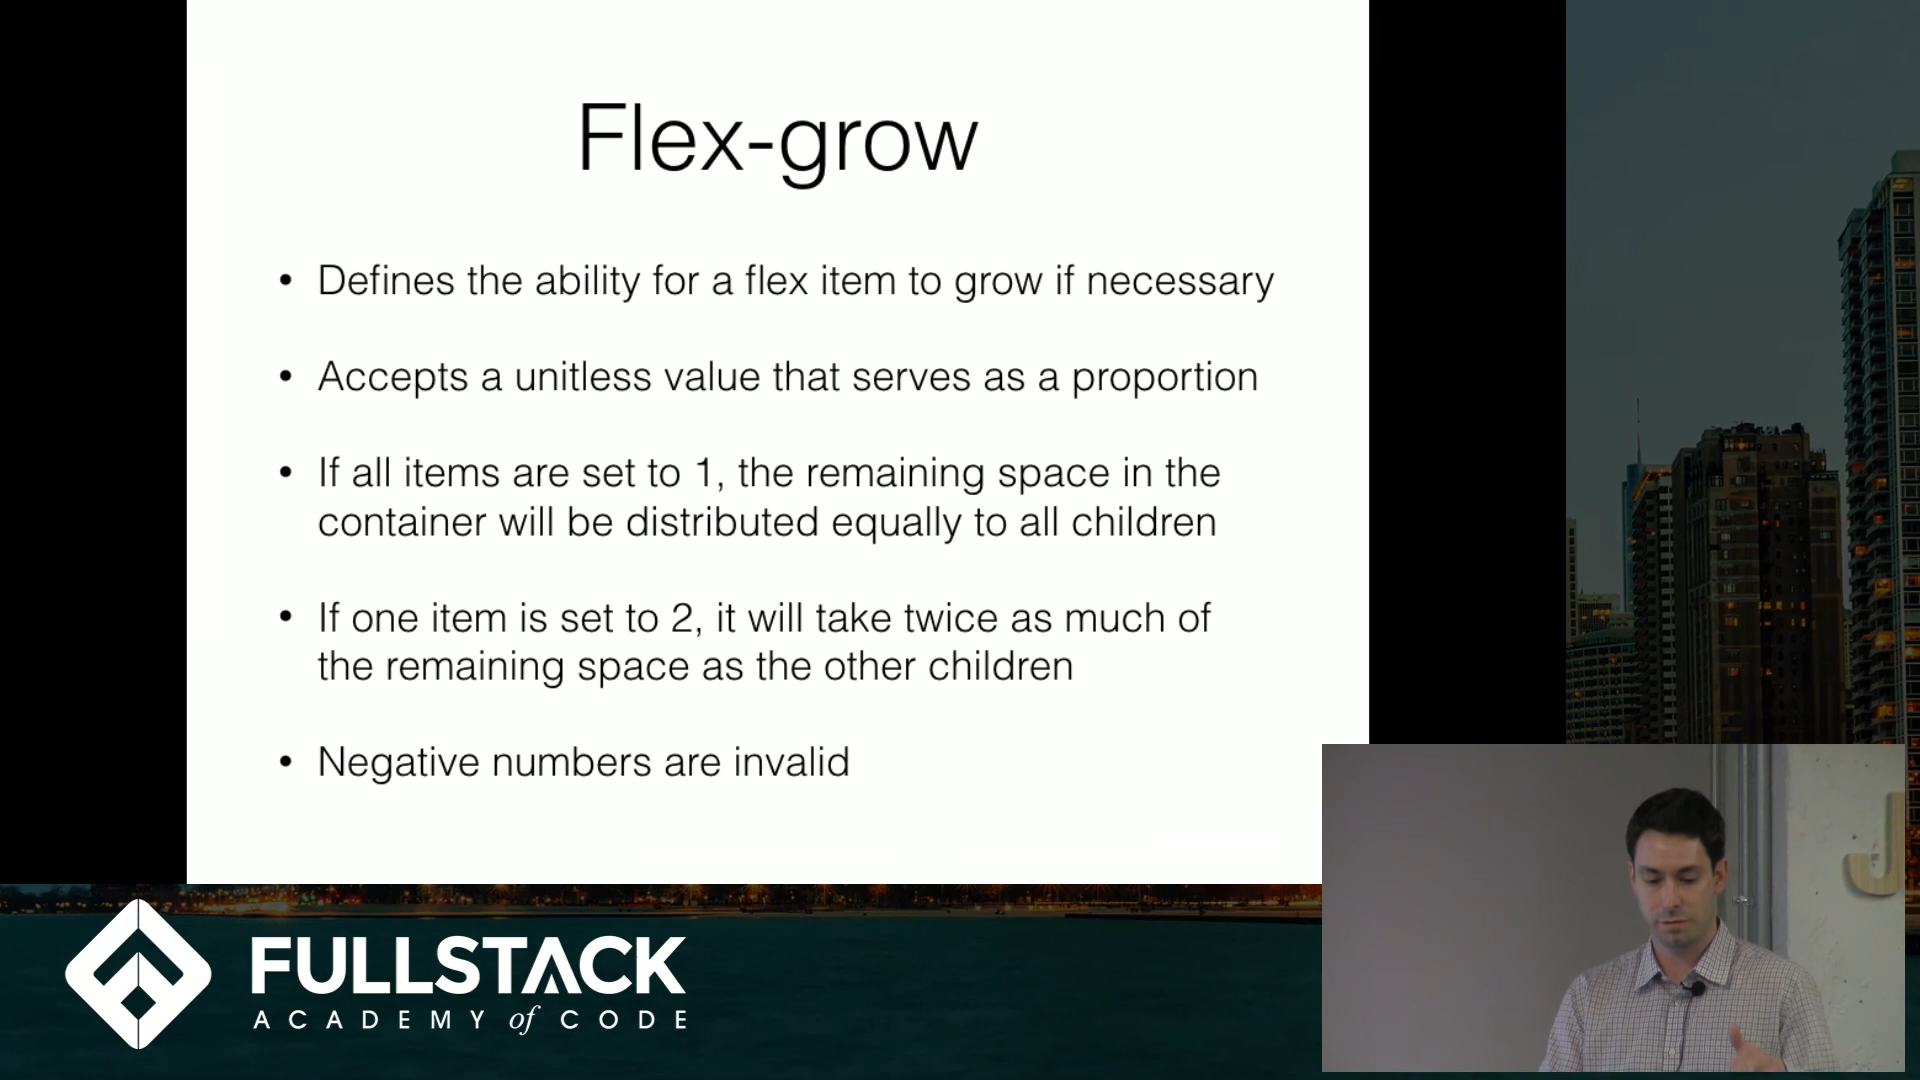 Flex-grow
• Defines the ability for a flex item to grow if necessary
• Accepts a unitless value that serves as a proportion
• If all items are set to 1, the remaining space in the
container will be distributed equally to all children
• If one item is set to 2, it will take twice as much of
the remaining space as the other children
• Negative numbers are invalid
J
FULLSTACK
ACADEMY of CODE